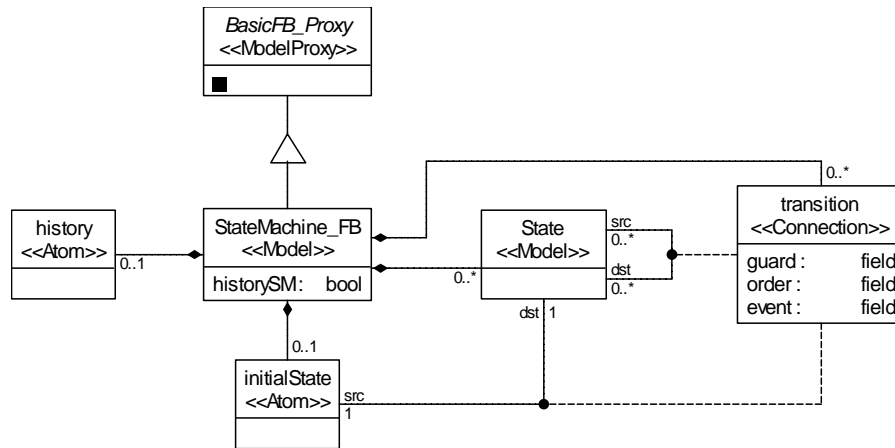 BasicFB_Proxy
<<ModelProxy>>
0..*
history
<<Atom>>
0..1
StateMachine_FB
<<Model>>
historySM : bool
0..*
State
<<Model>>
src
0..*
dst
0..*
transition
<<Connection>>
guard : field
order : field
event : field
dst 1
0..1
initialState
<<Atom>>
src
1